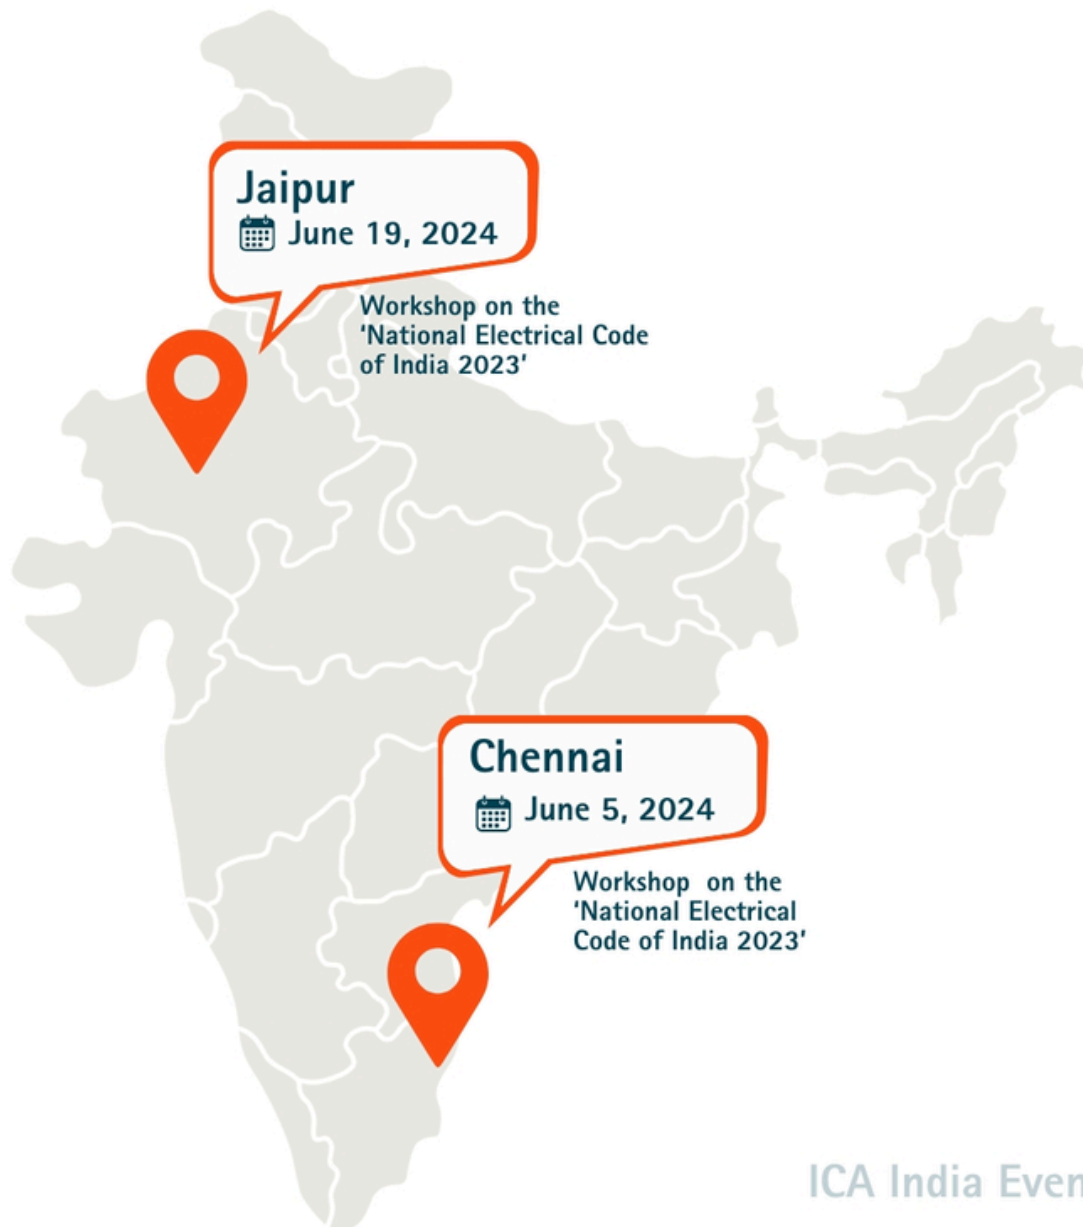 Jaipur
June 19, 2024
Workshop on the
‘National Electrical Code
of India 2023’
Chennai
June 5, 2024
Workshop on the
‘National Electrical
Code of India 2023’
ICA India Even